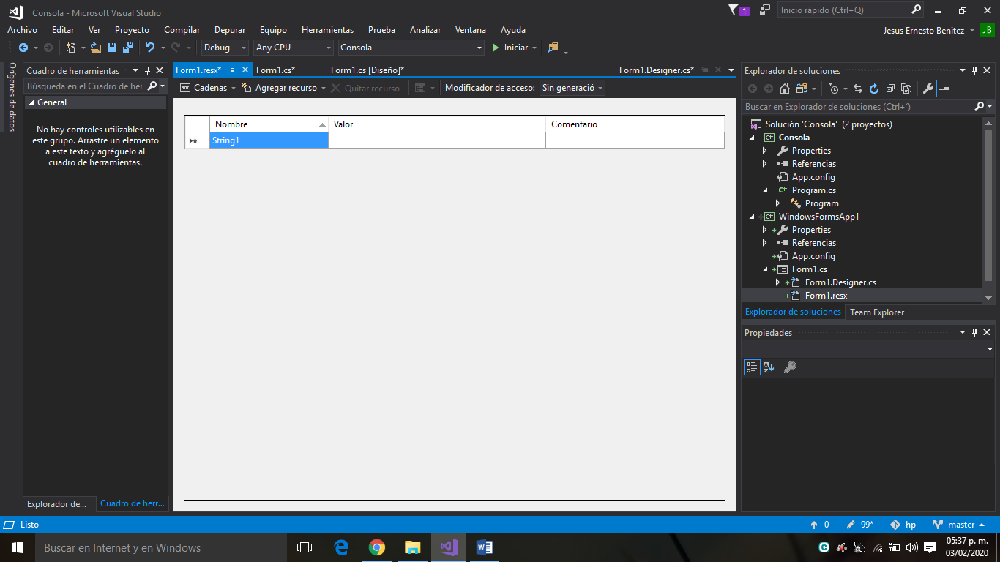 Consola - Microsoft Visual Studio
1
Inicio rápido (Ctrl+Q)
Archivo Editar Ver Proyecto Compilar Depurar Equipo Herramientas Prueba Analizar Ventana Ayuda
Jesus Ernesto Benitez JB
Debug Any CPU Consola Iniciar
Orígenes de datos
Cuadro de herramientas
Búsqueda en el Cuadro de her
General
No hay controles utilizables en
este grupo. Arrastre un elemento
a este texto y agréguelo al
cuadro de herramientas.
Explorador de... Cuadro de herr...
Form1.resx* Form1.cs* Form1.cs [Diseño]* Form1.Designer.cs*
Cadenas Agregar recurso Quitar recurso Modificador de acceso: Sin generació
Nombre Valor Comentario
String1
Explorador de soluciones
Buscar en Explorador de soluciones (Ctrl+´)
Solución 'Consola' (2 proyectos)
Consola
Properties
Referencias
App.config
Program.cs
Program
WindowsFormsApp1
Properties
Referencias
App.config
Form1.cs
Form1.Designer.cs
Form1.resx
Explorador de soluciones Team Explorer
Propiedades
Listo
0 99* hp master
Buscar en Internet y en Windows
05:37 p. m.
03/02/2020